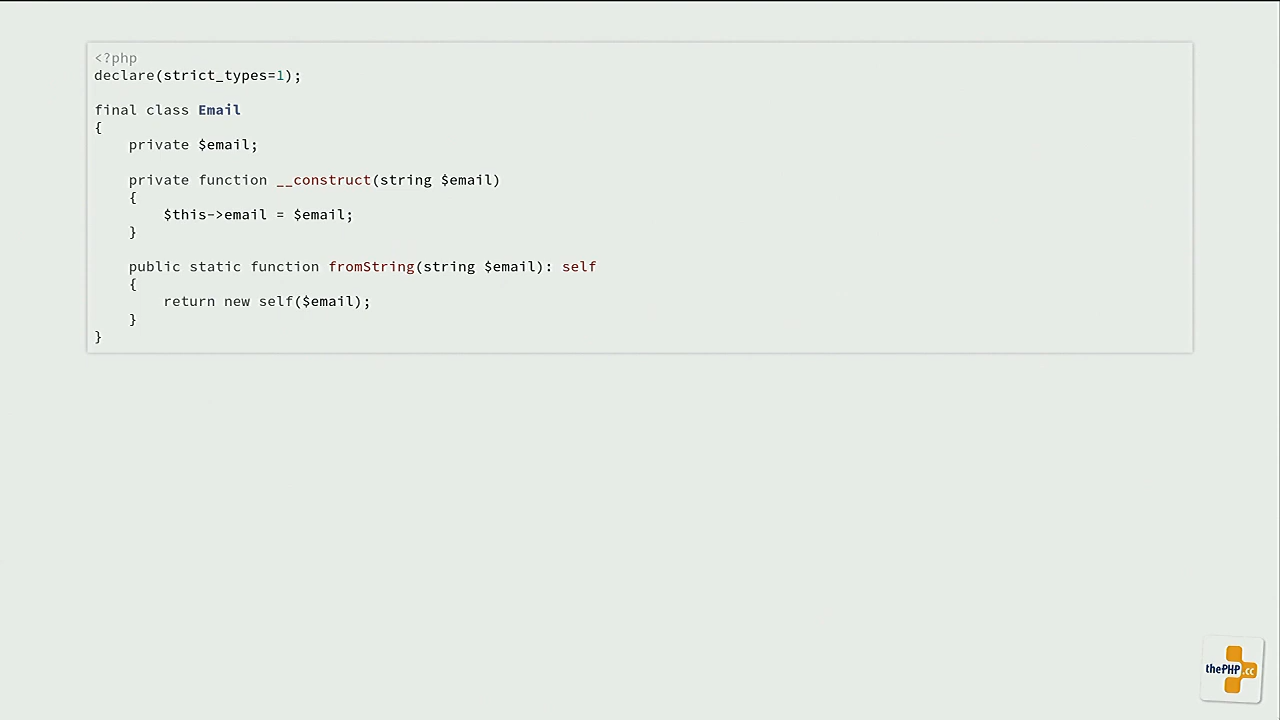 <?php
declare(strict_types=1);
final class Email
{
    private $email;
    private function __construct(string $email)
    {
        $this->email = $email;
    }
    public static function fromString(string $email): self
    {
        return new self($email);
    }
}
thePHP.cc